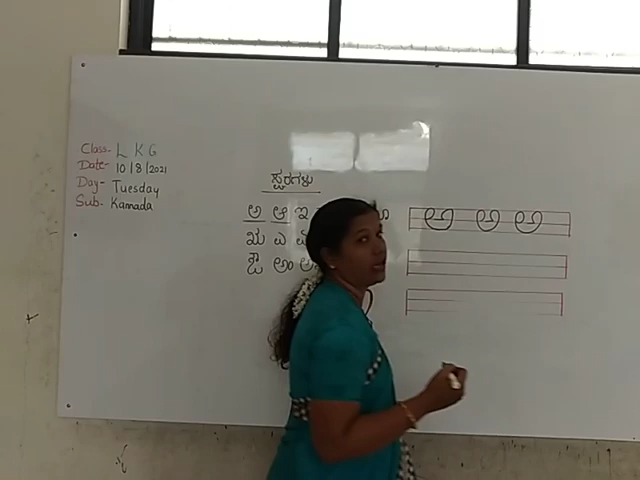 Class- L K G
Date- 10/8/2021
Day- Tuesday
Sub- Kannada
ಸ್ವರಗಳು
ಅ ಆ ಇ
ಋ ಎ
ಔ ಅಂ
ಅ ಅ ಅ